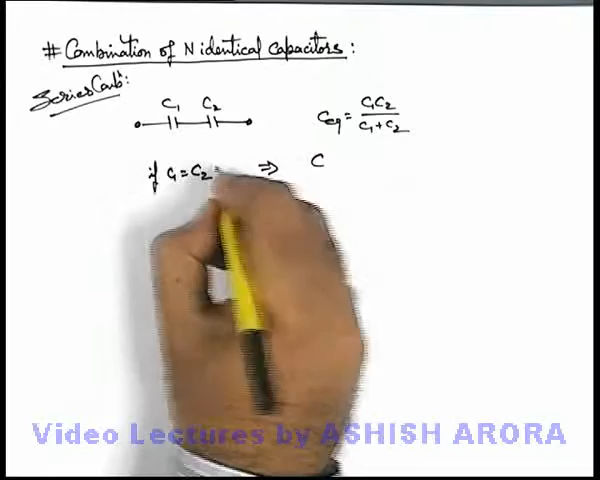 # Combination of N identical Capacitors :
Series Combⁿ :
C₁ C₂
Ceq = C₁C₂ / C₁ + C₂
if C₁ = C₂ ⇒ C
Video Lectures by ASHISH ARORA